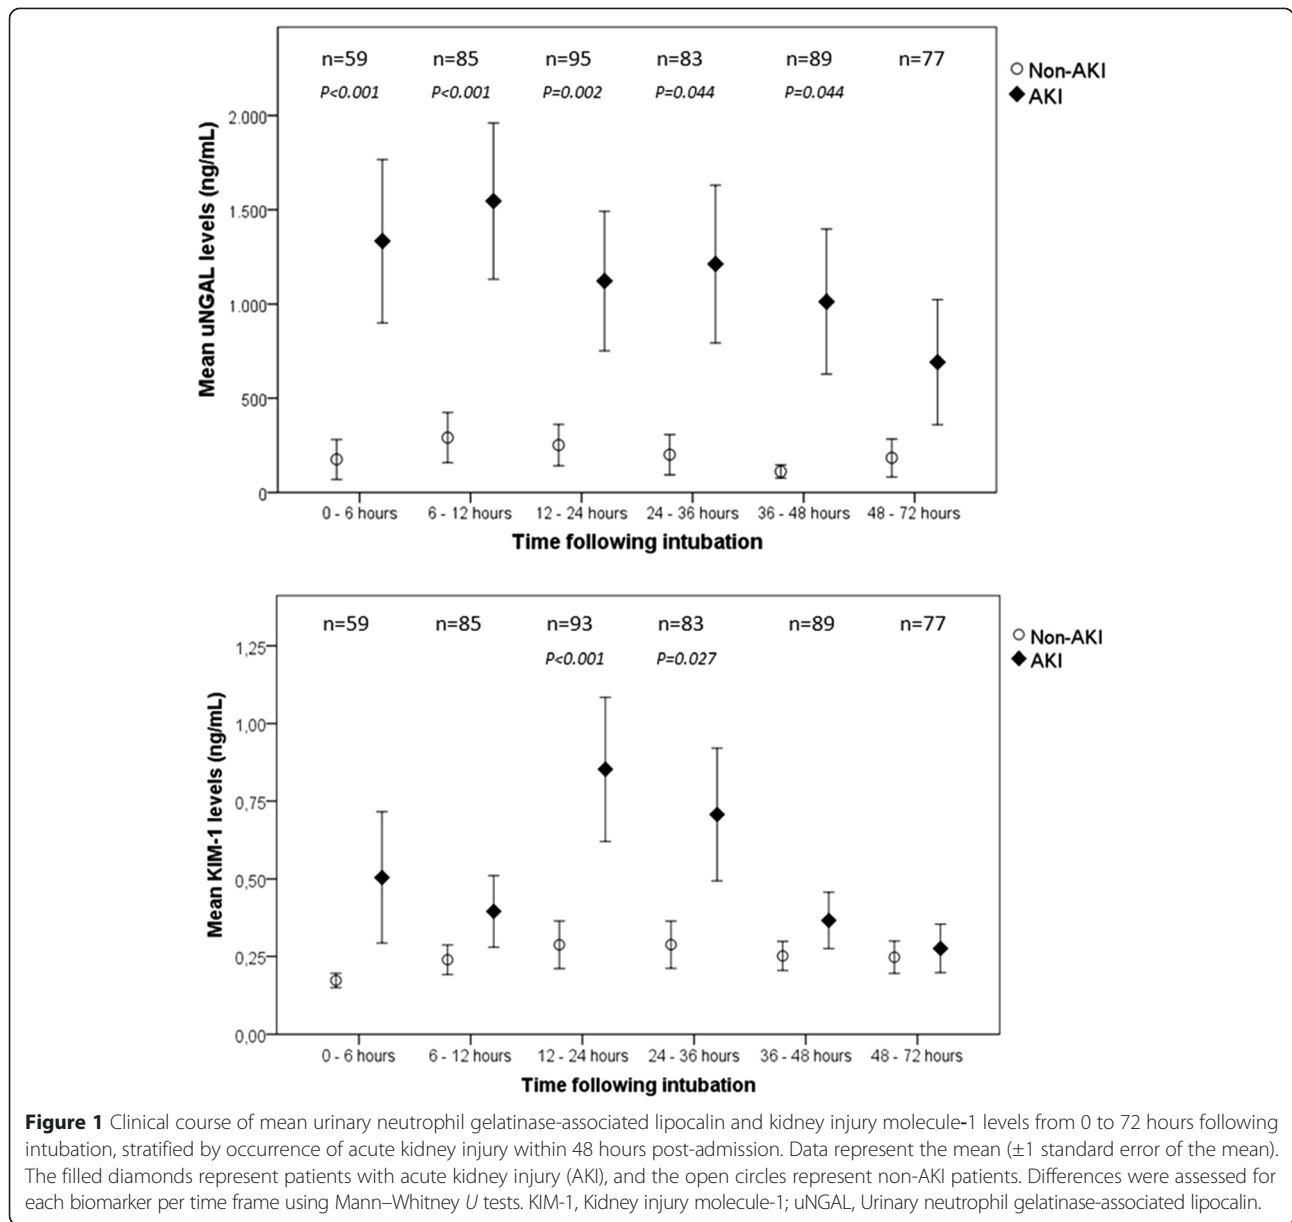 n=59 n=85 n=95 n=83 n=89 n=77
P<0.001 P<0.001 P=0.002 P=0.044 P=0.044
Non-AKI
AKI
Mean uNGAL levels (ng/mL)
2.000
1.500
1.000
500
0
0 - 6 hours 6 - 12 hours 12 - 24 hours 24 - 36 hours 36 - 48 hours 48 - 72 hours
Time following intubation
n=59 n=85 n=93 n=83 n=89 n=77
P<0.001 P=0.027
Non-AKI
AKI
Mean KIM-1 levels (ng/mL)
1,25
1,00
0,75
0,50
0,25
0,00
0 - 6 hours 6 - 12 hours 12 - 24 hours 24 - 36 hours 36 - 48 hours 48 - 72 hours
Time following intubation
Figure 1 Clinical course of mean urinary neutrophil gelatinase-associated lipocalin and kidney injury molecule-1 levels from 0 to 72 hours following
intubation, stratified by occurrence of acute kidney injury within 48 hours post-admission. Data represent the mean (±1 standard error of the mean).
The filled diamonds represent patients with acute kidney injury (AKI), and the open circles represent non-AKI patients. Differences were assessed for
each biomarker per time frame using Mann–Whitney U tests. KIM-1, Kidney injury molecule-1; uNGAL, Urinary neutrophil gelatinase-associated lipocalin.